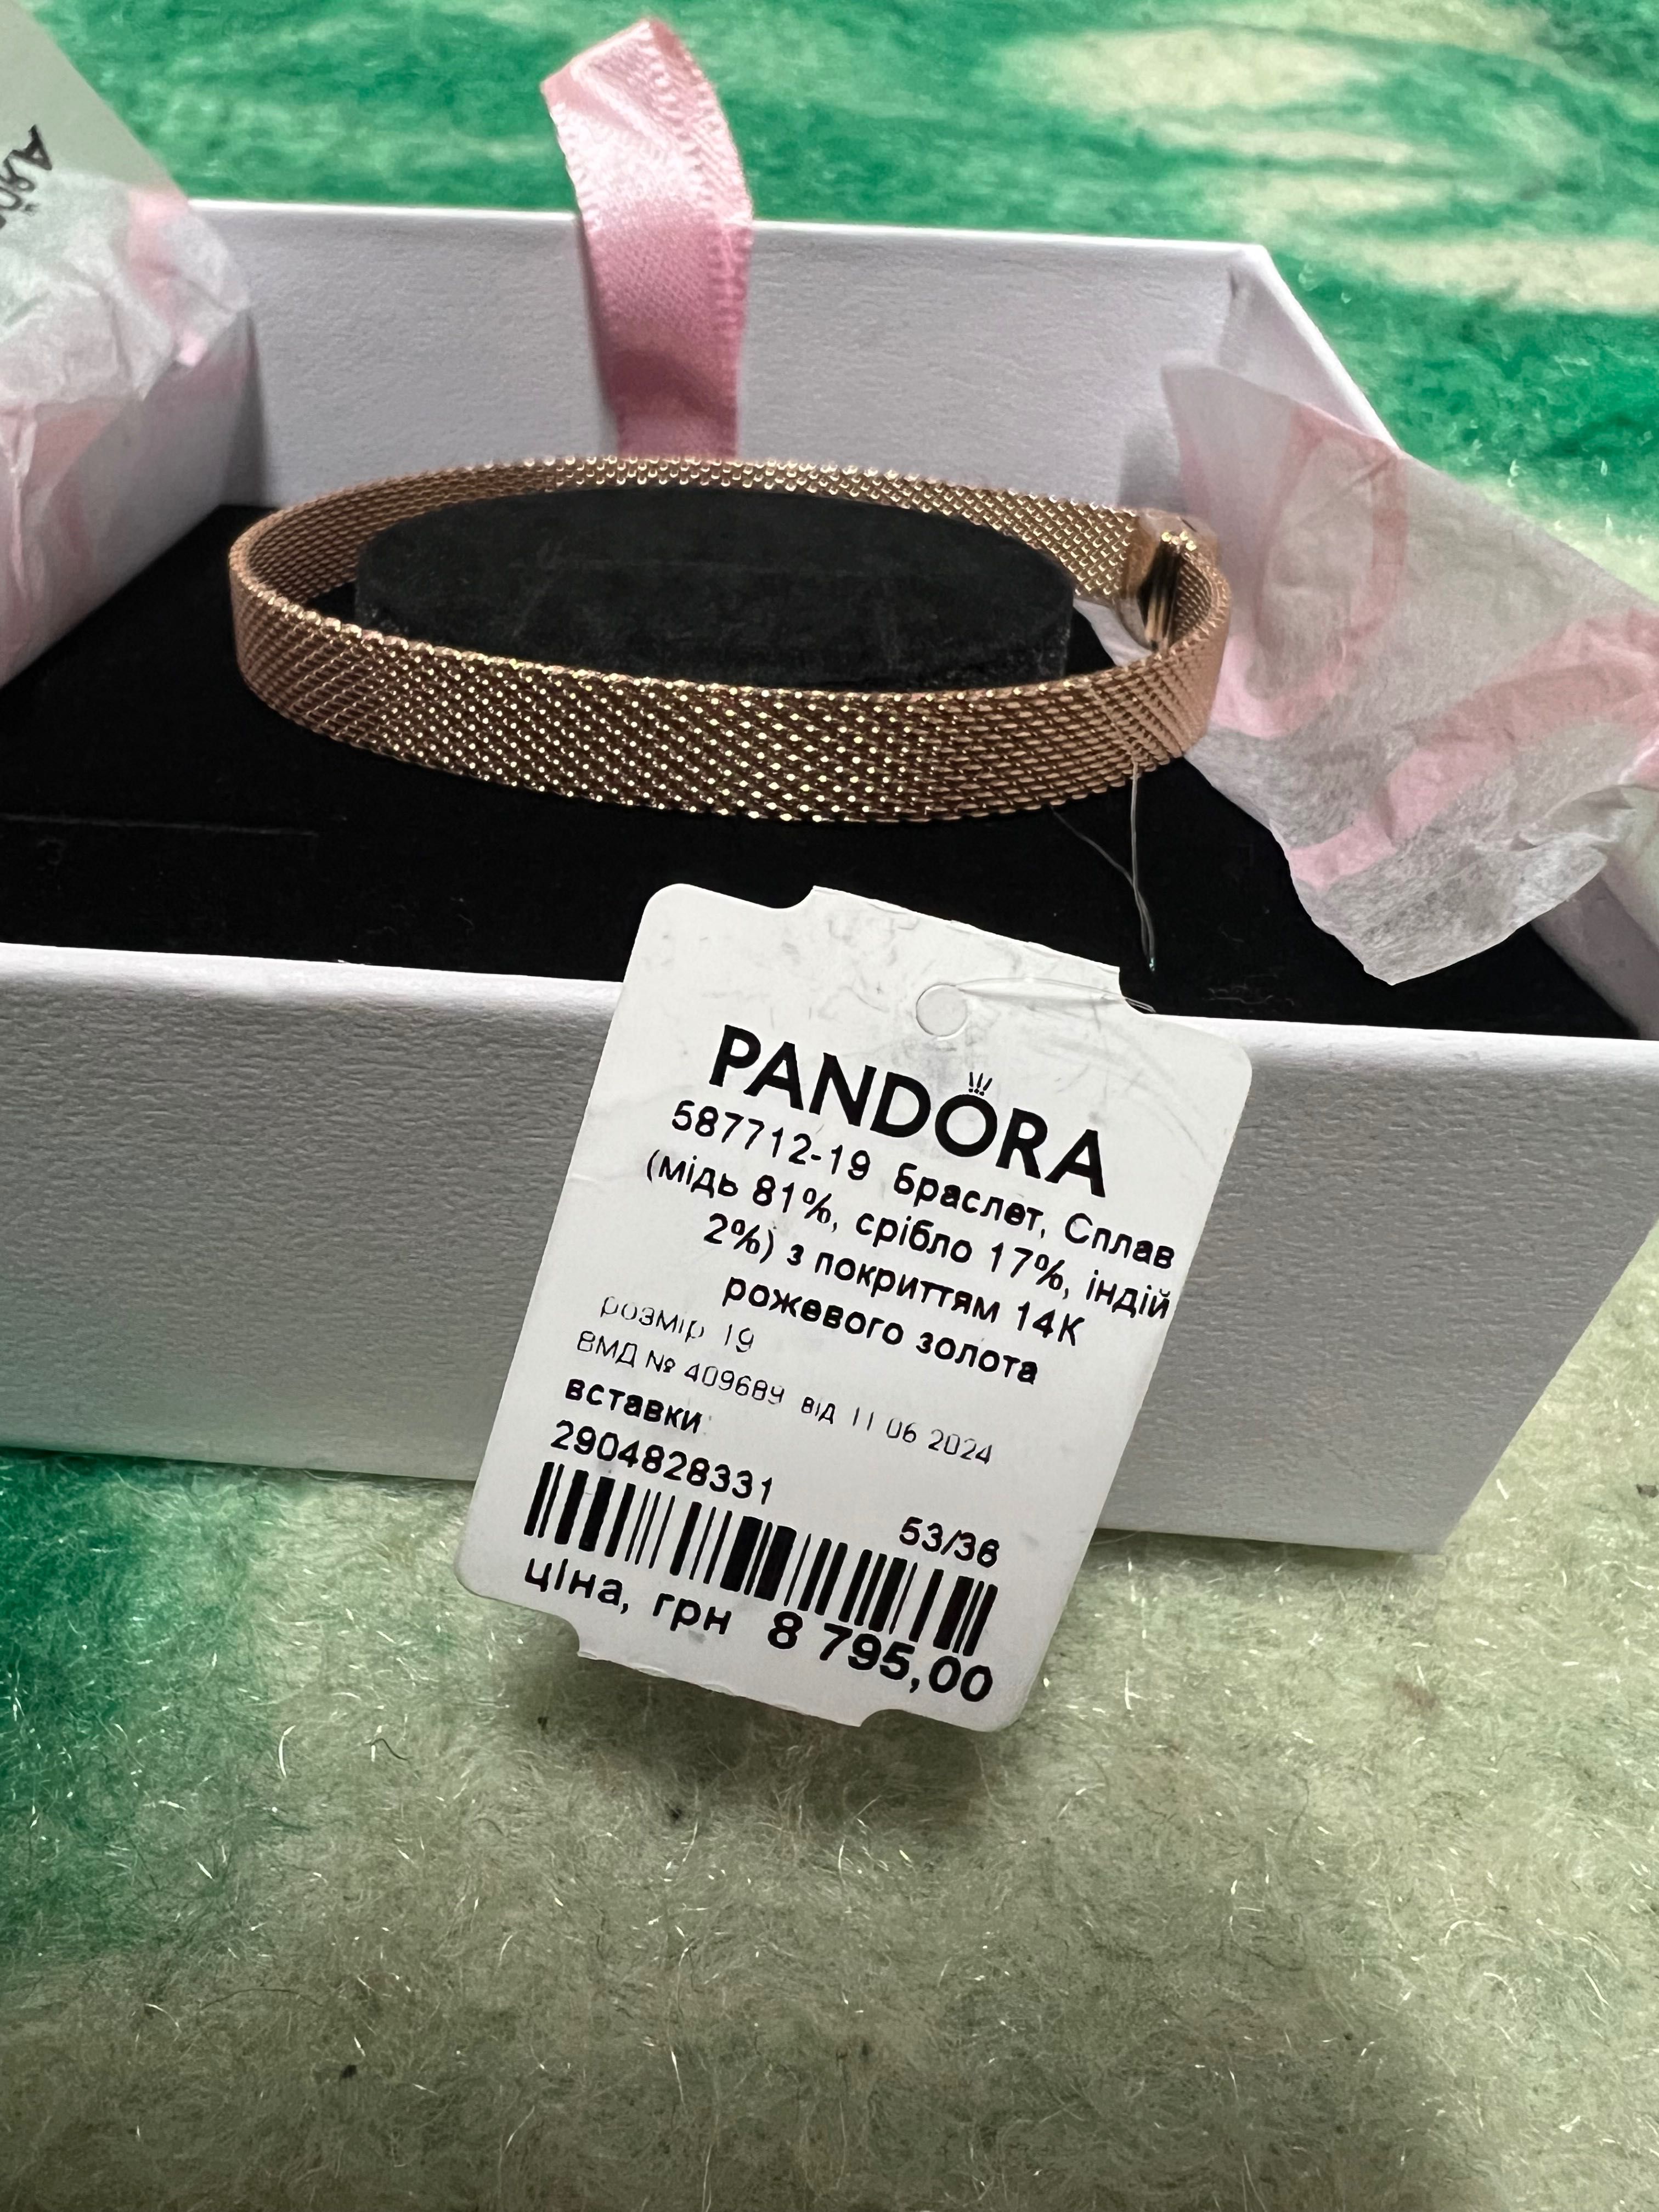 PANDORA
587712-19 Браслет, Сплав
(мідь 81%, срібло 17%, індій
2%) з покриттям 14К
рожевого золота
розмір 19
ВМД № 409689 від 11 06 2024
вставки
2904828331
53/36
ціна, грн 8 795,00